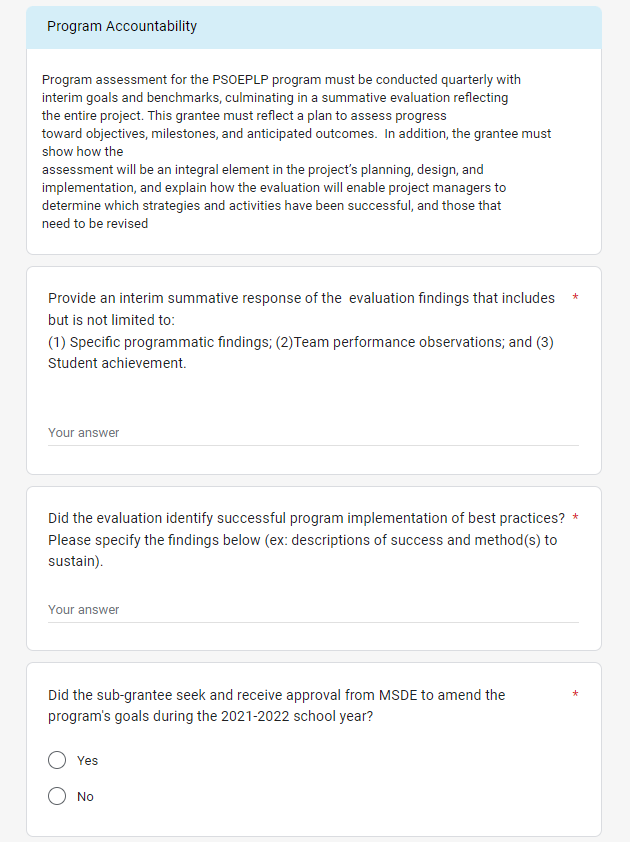 Program Accountability
Program assessment for the PSOEPLP program must be conducted quarterly with
interim goals and benchmarks, culminating in a summative evaluation reflecting
the entire project. This grantee must reflect a plan to assess progress
toward objectives, milestones, and anticipated outcomes.  In addition, the grantee must
show how the
assessment will be an integral element in the project's planning, design, and
implementation, and explain how the evaluation will enable project managers to
determine which strategies and activities have been successful, and those that
need to be revised
Provide an interim summative response of the  evaluation findings that includes *
but is not limited to:
(1) Specific programmatic findings; (2)Team performance observations; and (3)
Student achievement.
Your answer
Did the evaluation identify successful program implementation of best practices? *
Please specify the findings below (ex: descriptions of success and method(s) to
sustain).
Your answer
Did the sub-grantee seek and receive approval from MSDE to amend the *
program's goals during the 2021-2022 school year?
Yes
No